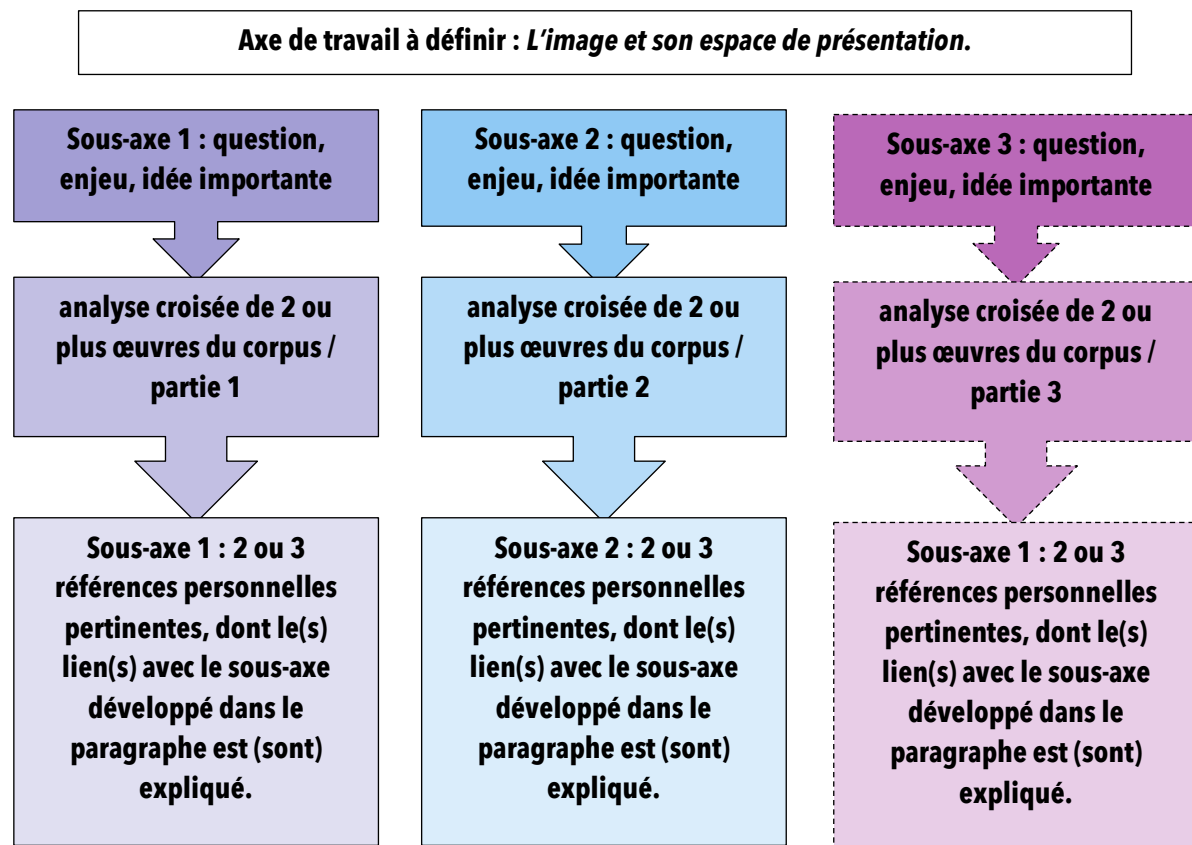 Axe de travail à définir : L’image et son espace de présentation.
Sous-axe 1 : question,
enjeu, idée importante
analyse croisée de 2 ou
plus œuvres du corpus /
partie 1
Sous-axe 1 : 2 ou 3
références personnelles
pertinentes, dont le(s)
lien(s) avec le sous-axe
développé dans le
paragraphe est (sont)
expliqué.
Sous-axe 2 : question,
enjeu, idée importante
analyse croisée de 2 ou
plus œuvres du corpus /
partie 2
Sous-axe 2 : 2 ou 3
références personnelles
pertinentes, dont le(s)
lien(s) avec le sous-axe
développé dans le
paragraphe est (sont)
expliqué.
Sous-axe 3 : question,
enjeu, idée importante
analyse croisée de 2 ou
plus œuvres du corpus /
partie 3
Sous-axe 1 : 2 ou 3
références personnelles
pertinentes, dont le(s)
lien(s) avec le sous-axe
développé dans le
paragraphe est (sont)
expliqué.